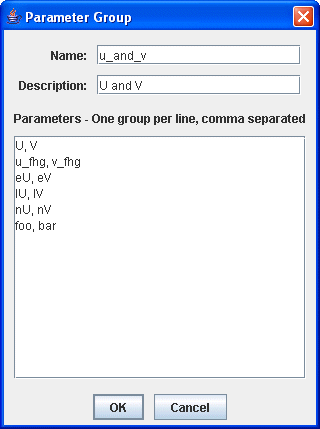 Parameter Group
Name: u_and_v
Description: U and V
Parameters - One group per line, comma separated
U, V
u_fhg, v_fhg
eU, eV
lU, lV
nU, nV
foo, bar
OK Cancel